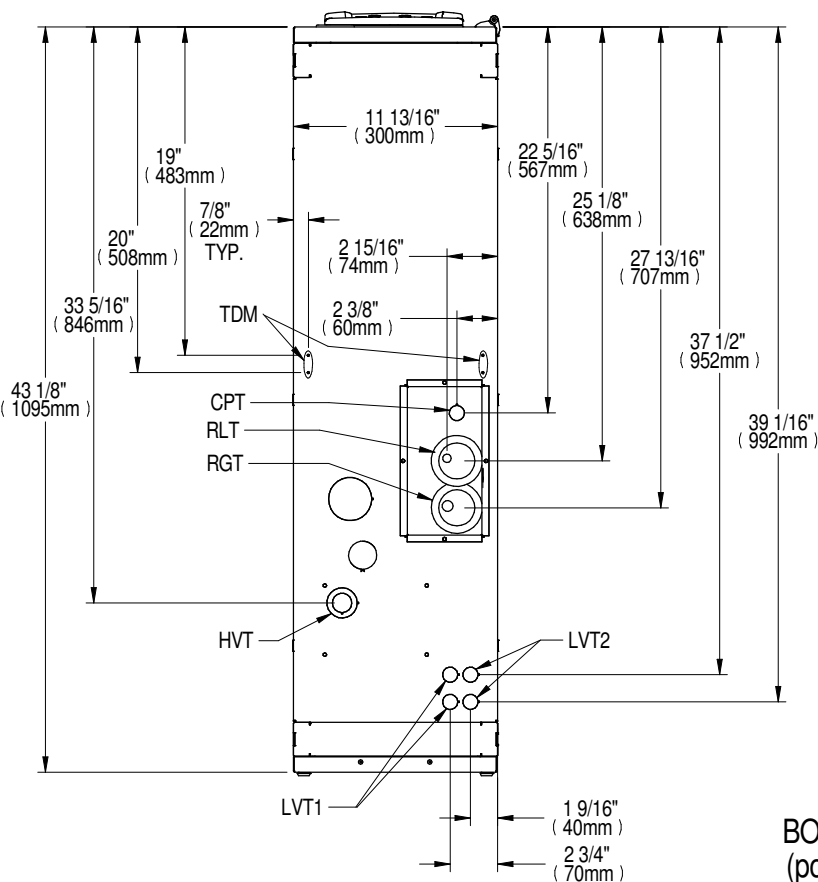 11 13/16"
( 300mm )
19"
( 483mm )
7/8"
( 22mm )
TYP.
20"
( 508mm )
33 5/16"
( 846mm )
43 1/8"
( 1095mm )
22 5/16"
( 567mm )
25 1/8"
( 638mm )
2 15/16"
( 74mm )
27 13/16"
( 707mm )
2 3/8"
( 60mm )
37 1/2"
( 952mm )
39 1/16"
( 992mm )
TDM
CPT
RLT
RGT
HVT
LVT2
LVT1
1 9/16"
( 40mm )
2 3/4"
( 70mm )
BO
(po